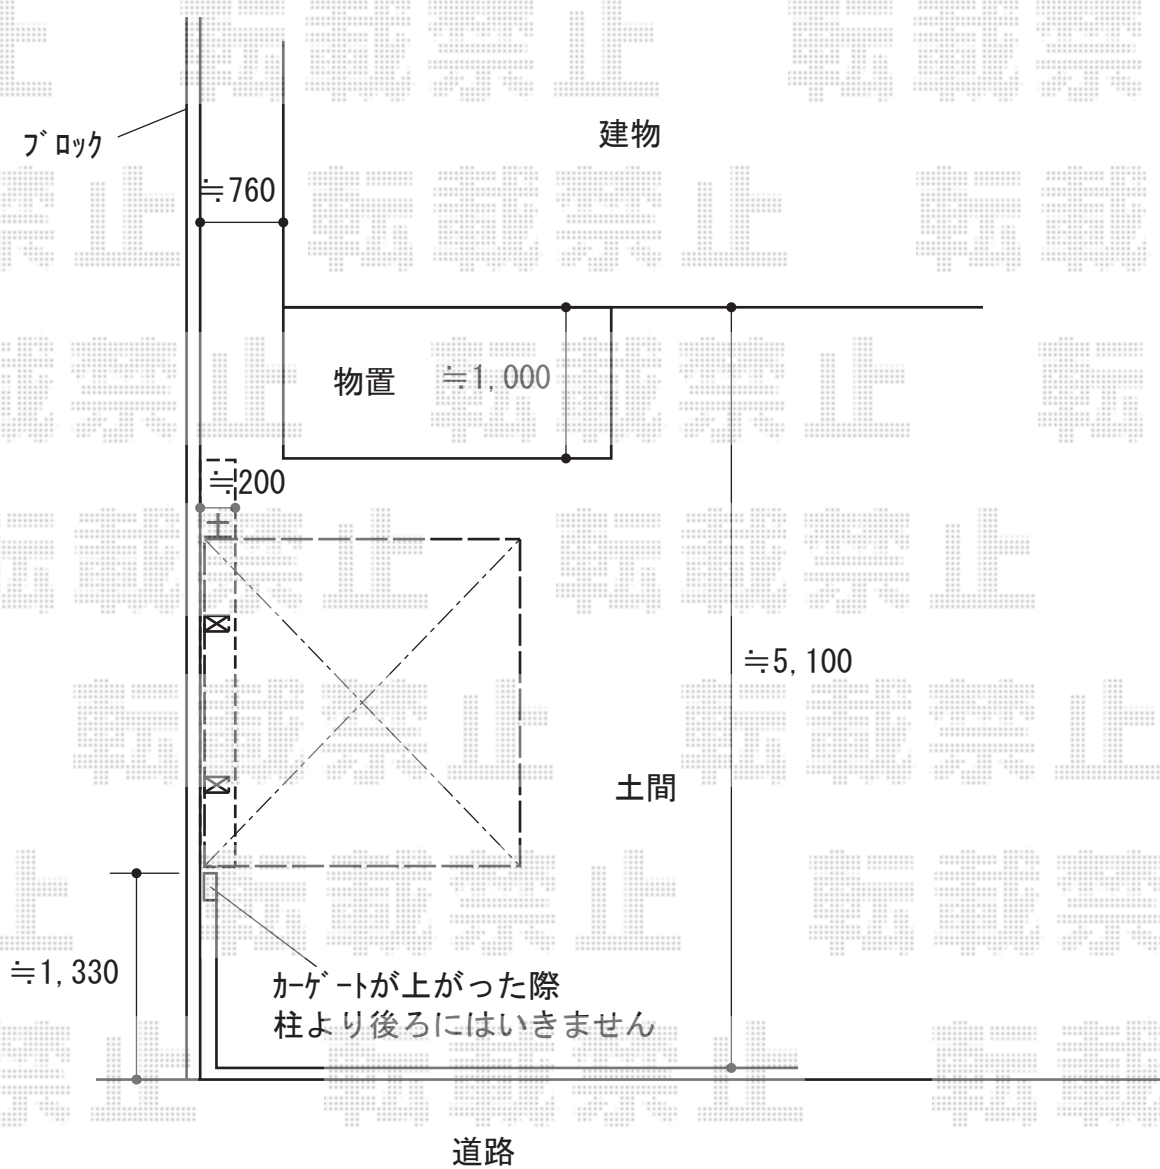 建物
ﾌﾞﾛｯｸ
≒760
物置
≒1,000
≒200
土
≒5,100
土間
≒1,330
ｶｰｹﾞｰﾄが上がった際
柱より後ろにはいきません
道路
転載禁止